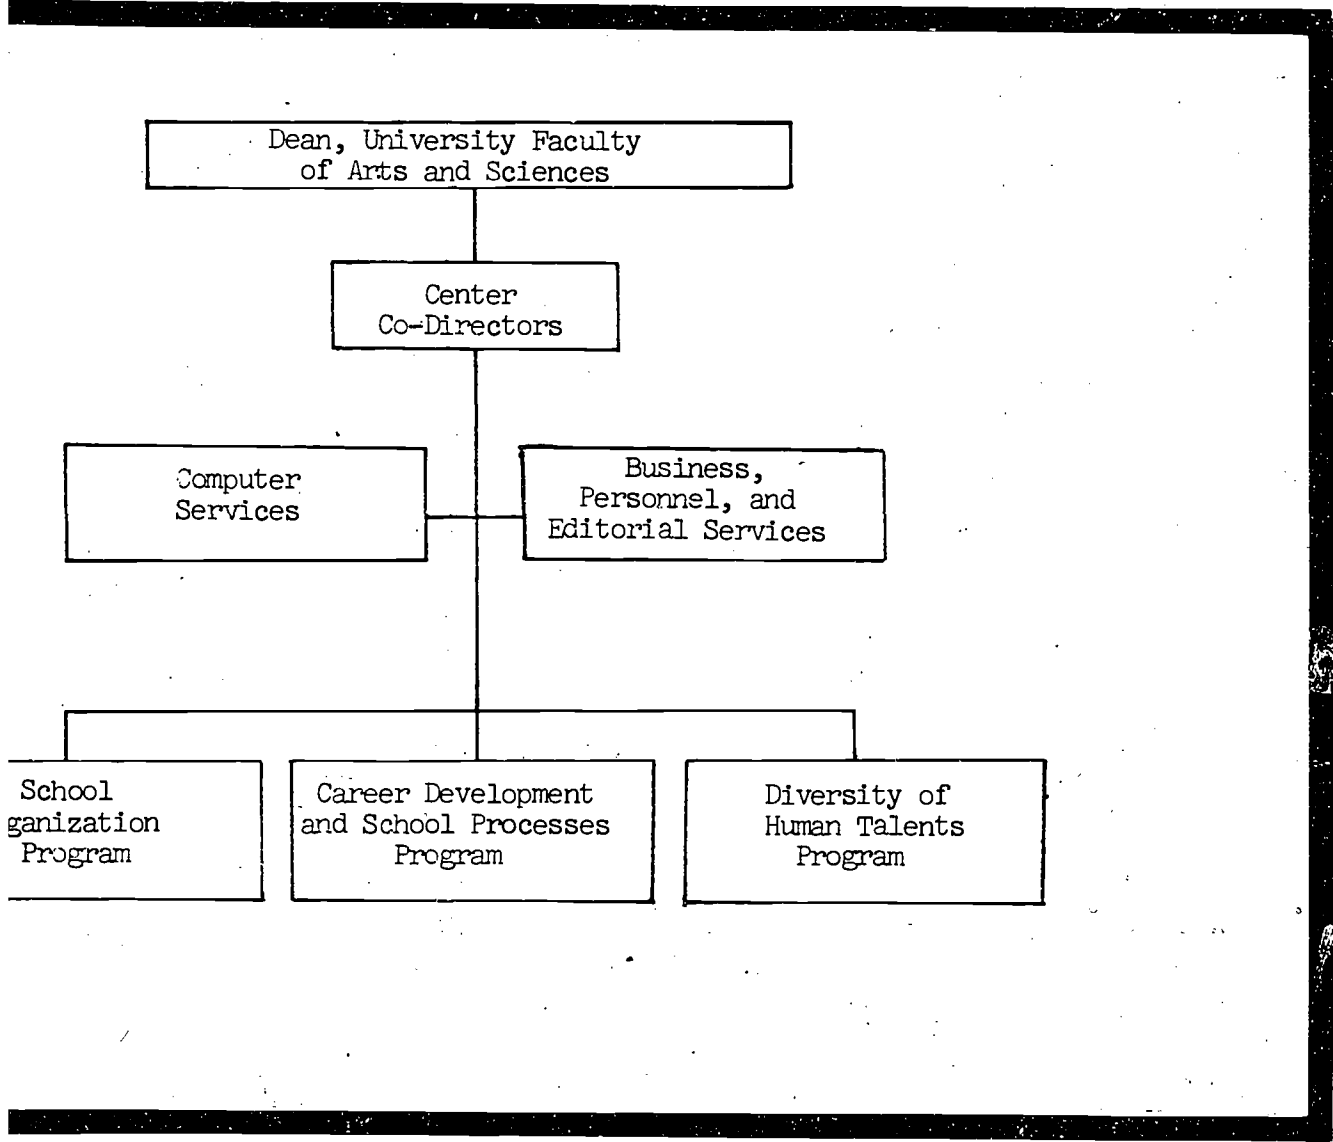 Dean, University Faculty
of Arts and Sciences
Center
Co-Directors
Computer
Services
Business,
Personnel, and
Editorial Services
School
ganization
Program
Career Development
and School Processes
Program
Diversity of
Human Talents
Program